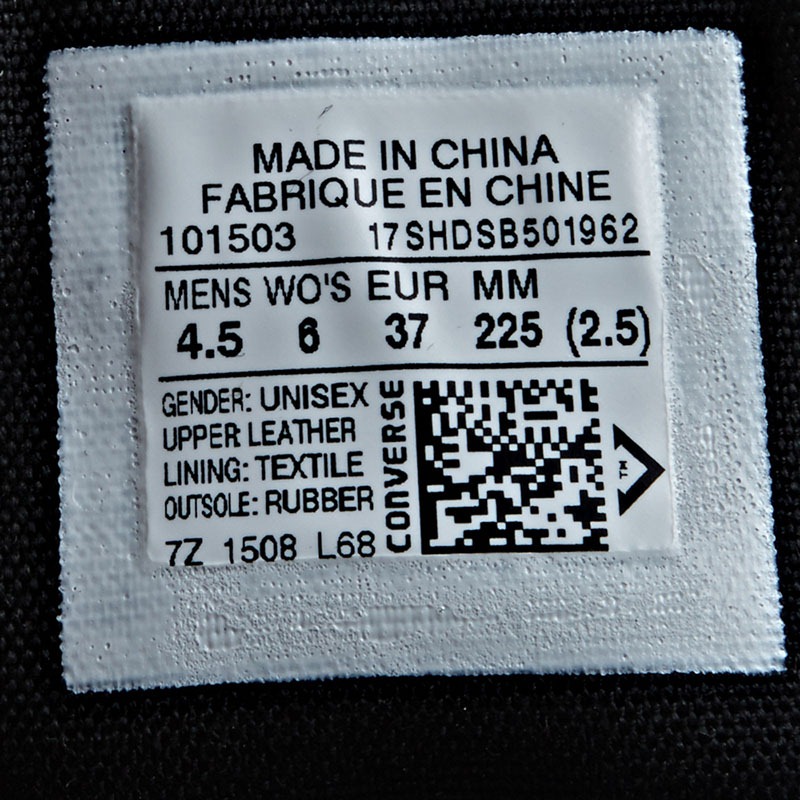 MADE IN CHINA
FABRIQUE EN CHINE
101503 17SHDSB501962
MENS WO'S EUR MM
4.5 6 37 225 (2.5)
GENDER: UNISEX
UPPER LEATHER
LINING: TEXTILE
OUTSOLE: RUBBER
7Z 1508 L68
CONVERSE
TM